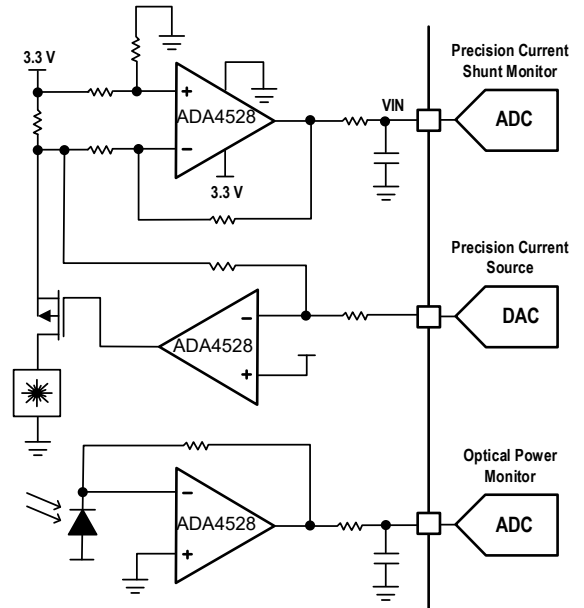 3.3 V
+
ADA4528
−
3.3 V
VIN
Precision Current
Shunt Monitor
ADC
−
ADA4528
+
Precision Current
Source
DAC
−
ADA4528
+
Optical Power
Monitor
ADC